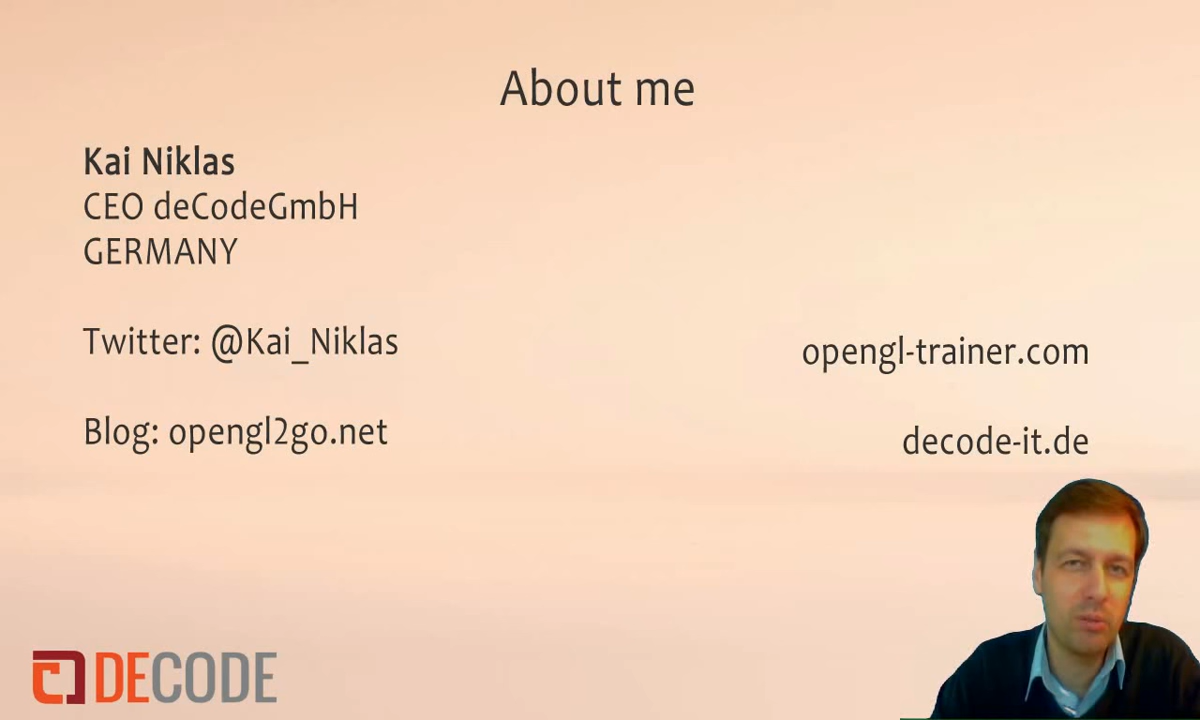 About me
Kai Niklas
CEO deCodeGmbH
GERMANY
Twitter: @Kai_Niklas
Blog: opengl2go.net
opengl-trainer.com
decode-it.de
DECODE